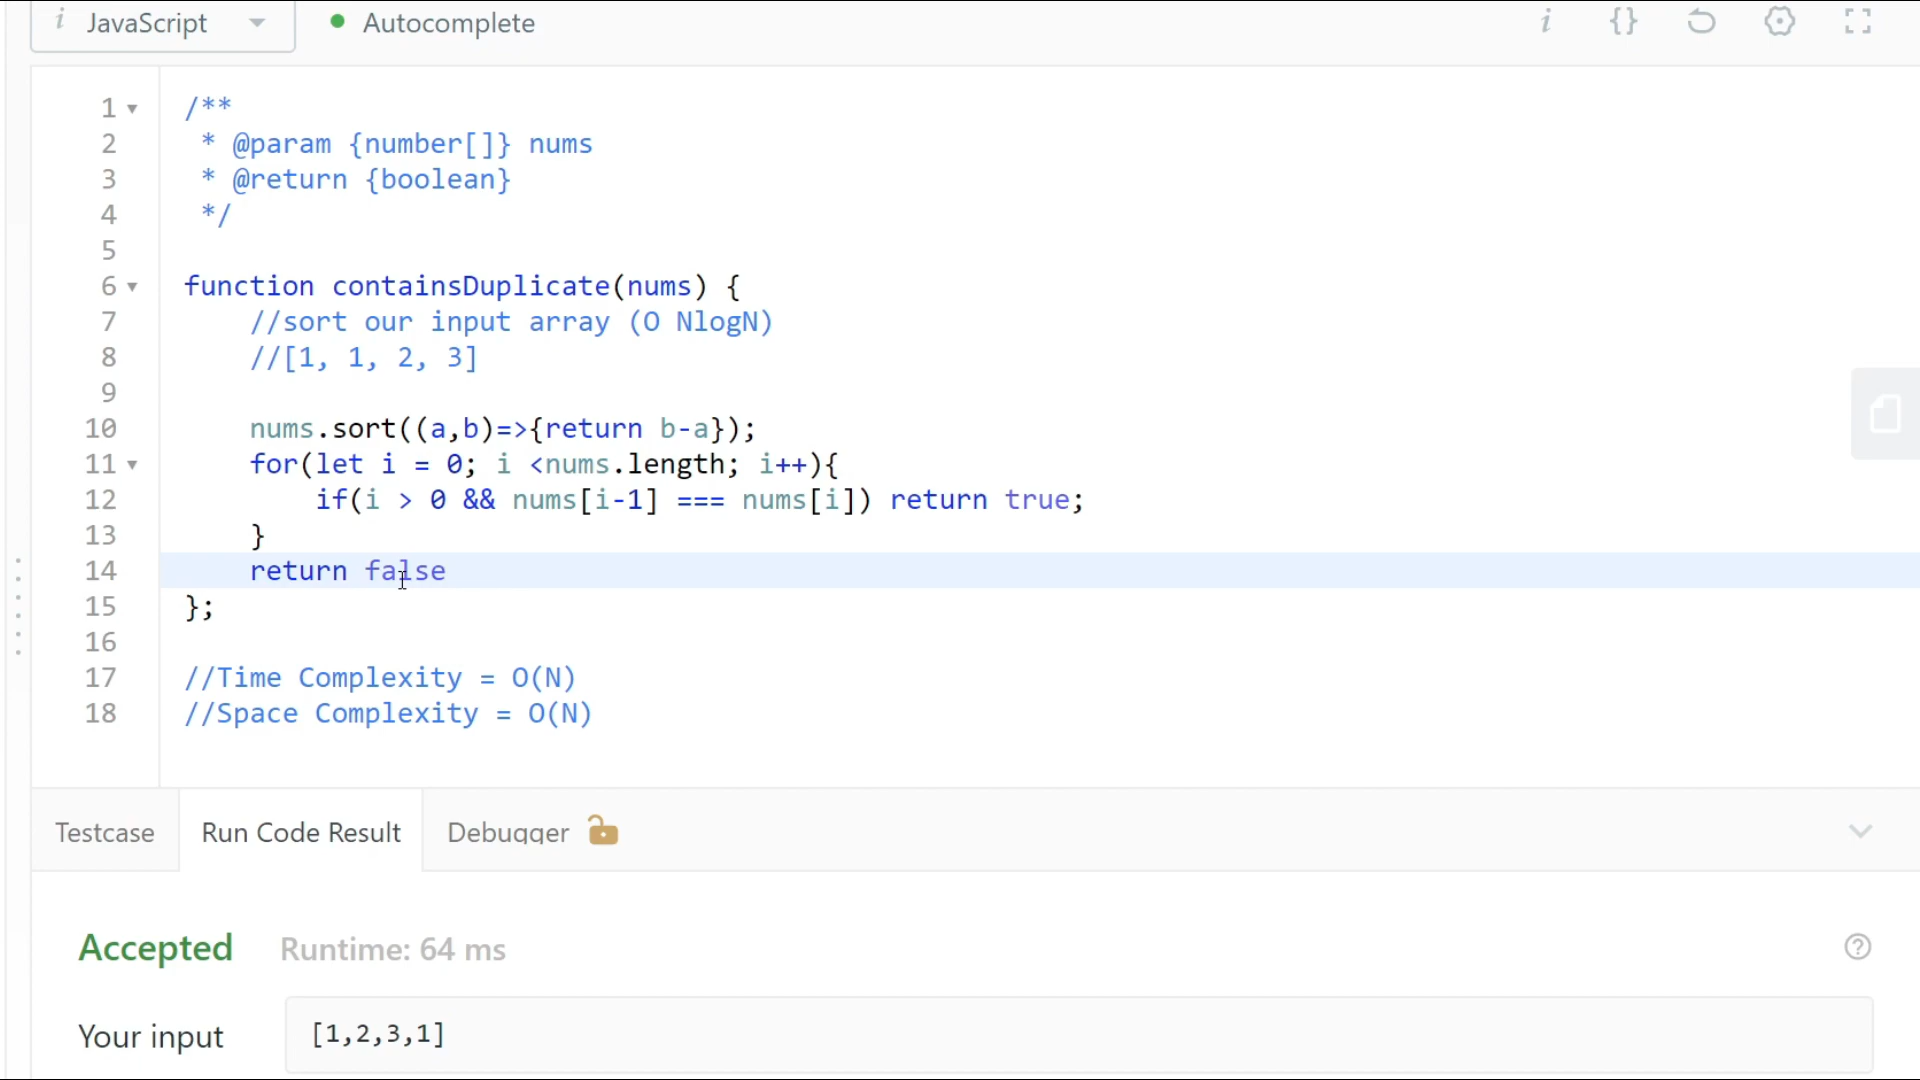 i JavaScript Autocomplete i {}
1 /**
2 * @param {number[]} nums
3 * @return {boolean}
4 */
5
6 function containsDuplicate(nums) {
7 //sort our input array (O NlogN)
8 //[1, 1, 2, 3]
9
10 nums.sort((a,b)=>{return b-a});
11 for(let i = 0; i <nums.length; i++){
12 if(i > 0 && nums[i-1] === nums[i]) return true;
13 }
14 return false
15 };
16
17 //Time Complexity = O(N)
18 //Space Complexity = O(N)
Testcase Run Code Result Debugger
Accepted Runtime: 64 ms ?
Your input [1,2,3,1]